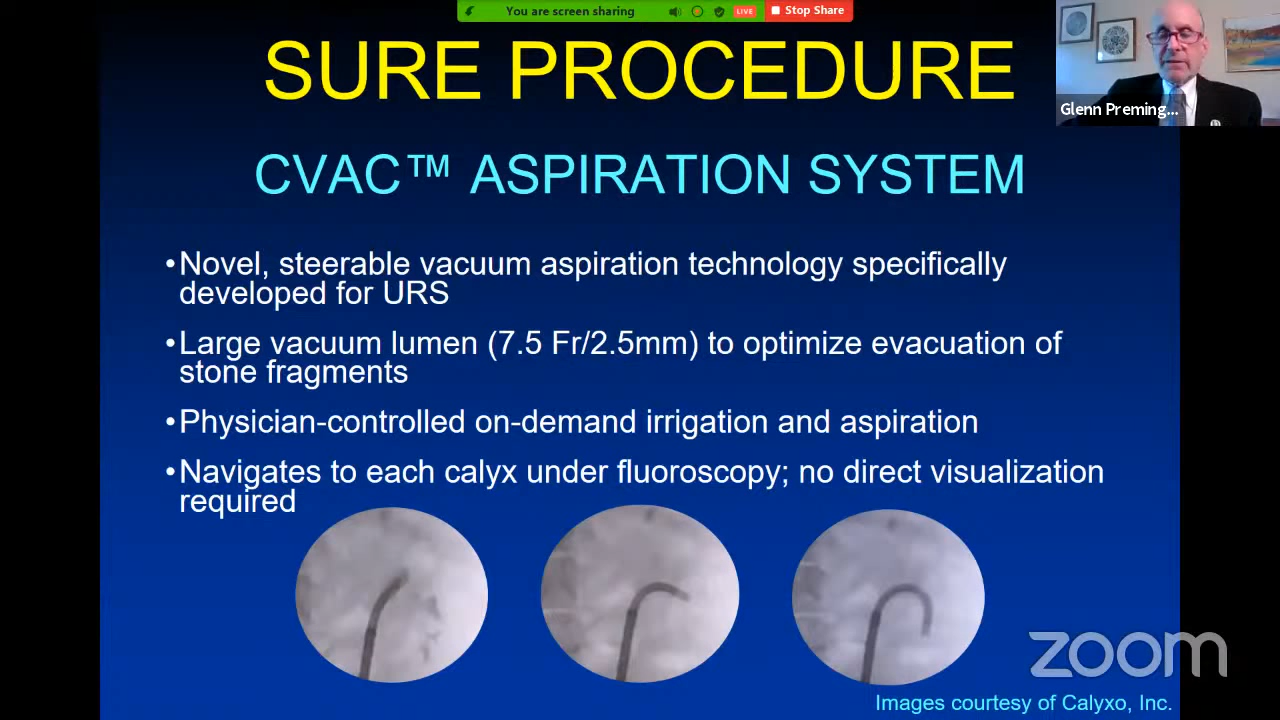 You are screen sharing
LIVE
Stop Share
SURE PROCEDURE
Glenn Preming...
CVAC™ ASPIRATION SYSTEM
•Novel, steerable vacuum aspiration technology specifically
developed for URS
•Large vacuum lumen (7.5 Fr/2.5mm) to optimize evacuation of
stone fragments
•Physician-controlled on-demand irrigation and aspiration
•Navigates to each calyx under fluoroscopy; no direct visualization
required
zoom
Images courtesy of Calyxo, Inc.